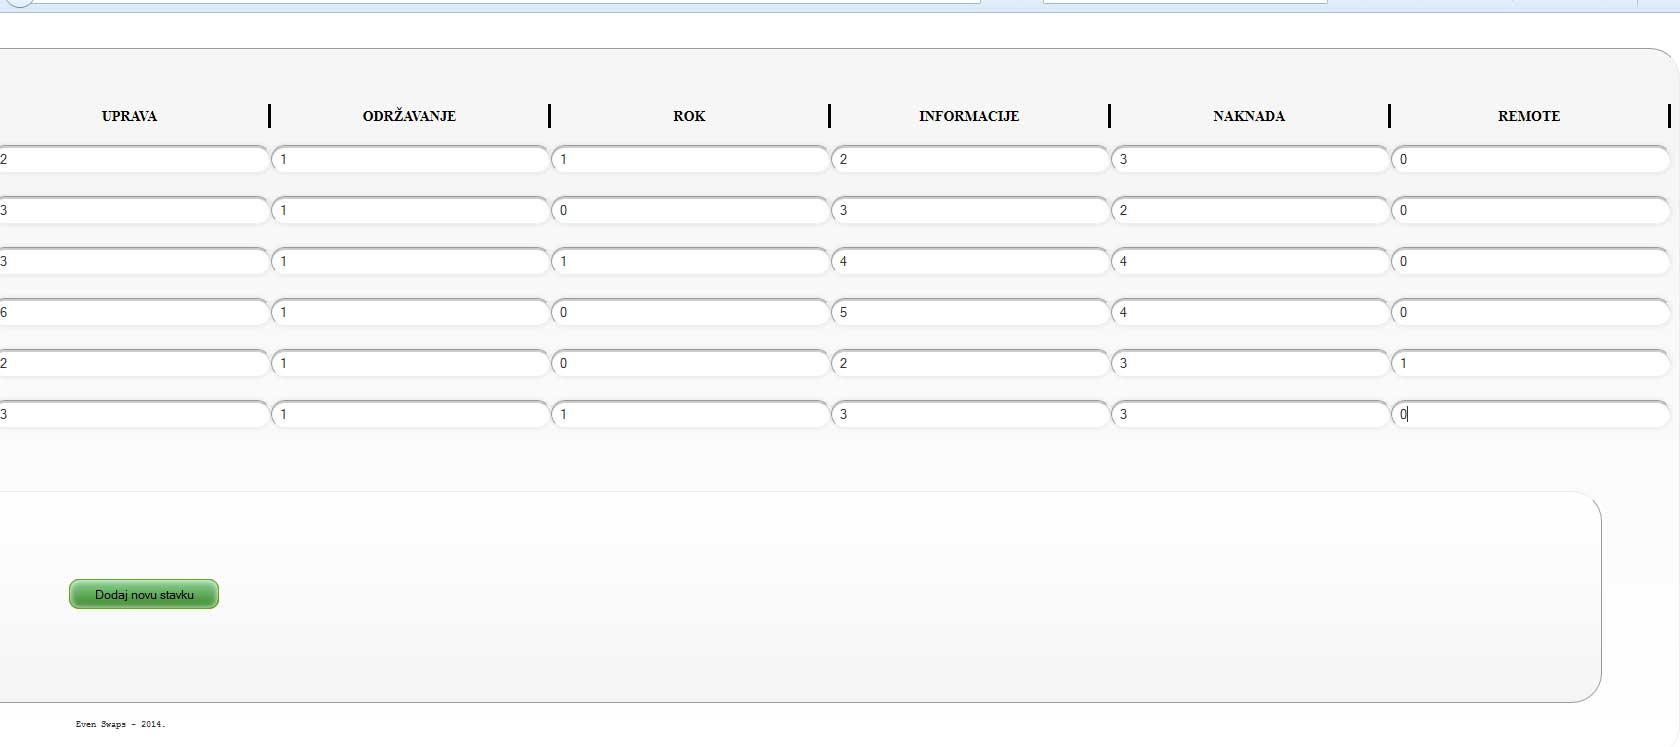 UPRAVA ODRŽAVANJE ROK INFORMACIJE NAKNADA REMOTE
2 1 1 2 3 0
3 1 0 3 2 0
3 1 1 4 4 0
6 1 0 5 4 0
2 1 0 2 3 1
3 1 1 3 3 0
Dodaj novu stavku
Even Swaps - 2014.